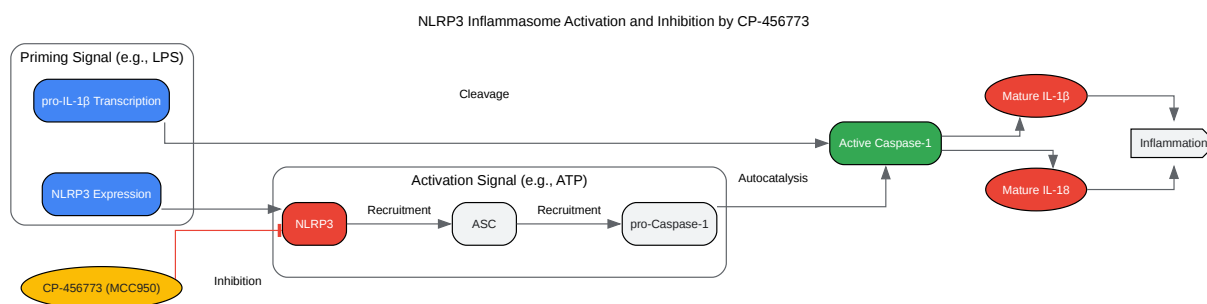 NLRP3 Inflammasome Activation and Inhibition by CP-456773
Priming Signal (e.g., LPS)
pro-IL-1β Transcription
NLRP3 Expression
Cleavage
Activation Signal (e.g., ATP)
NLRP3
Recruitment
ASC
Recruitment
pro-Caspase-1
Autocatalysis
Active Caspase-1
Mature IL-1β
Mature IL-18
Inflammation
CP-456773 (MCC950)
Inhibition